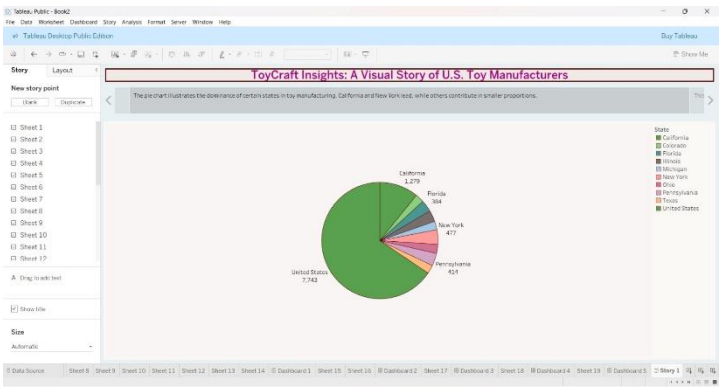 Tableau Public - Book2
File Data Worksheet Dashboard Story Analysis Format Server Window Help
Tableau Desktop Public Edition
Buy Tableau
Show Me
Story Layout
New story point
Blank Duplicate
Sheet 1
Sheet 2
Sheet 3
Sheet 4
Sheet 5
Sheet 6
Sheet 7
Sheet 8
Sheet 9
Sheet 10
Sheet 11
Sheet 12
A Drag to add text
Show title
Size
Automatic
ToyCraft Insights: A Visual Story of U.S. Toy Manufacturers
The pie chart illustrates the dominance of certain states in toy manufacturing. California and New York lead, while others contribute in smaller proportions.
California
1,279
Florida
384
New York
477
Pennsylvania
414
United States
7,743
State
California
Colorado
Florida
Illinois
Michigan
New York
Ohio
Pennsylvania
Texas
United States
Data Source Sheet 8 Sheet 9 Sheet 10 Sheet 11 Sheet 12 Sheet 13 Sheet 14 Dashboard 1 Sheet 15 Sheet 16 Dashboard 2 Sheet 17 Dashboard 3 Sheet 18 Dashboard 4 Sheet 19 Dashboard 5 Story 1